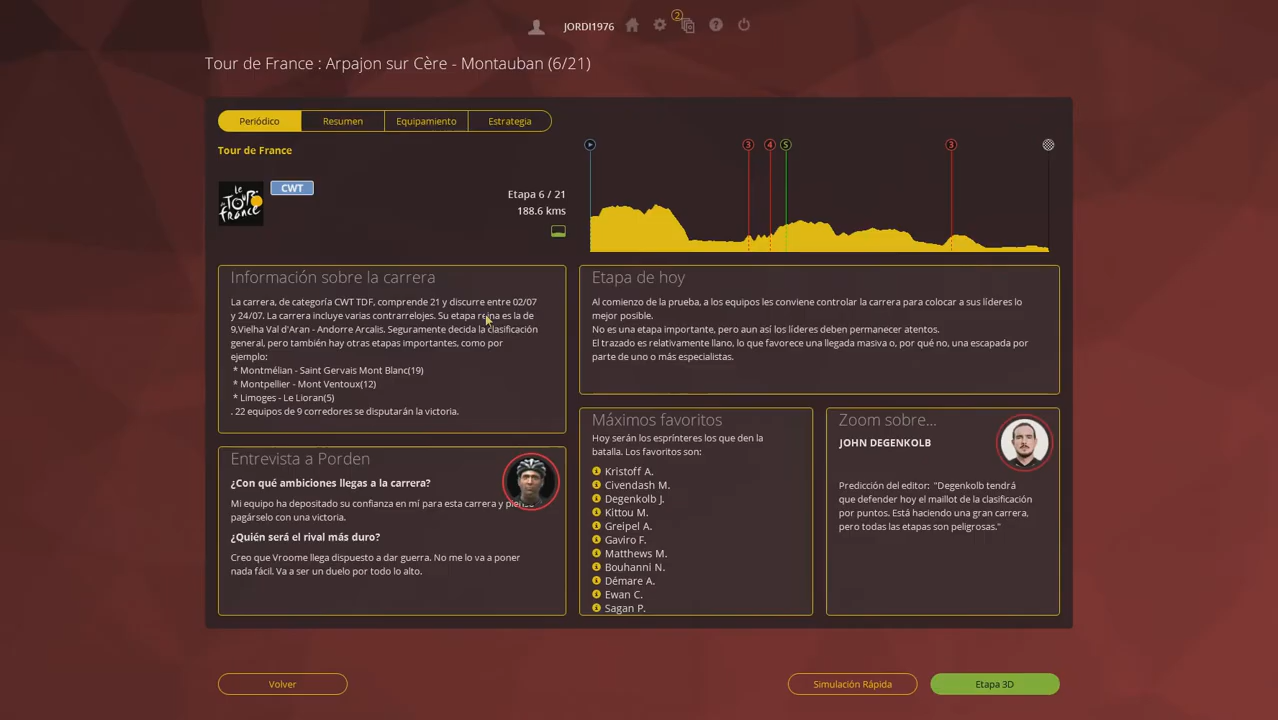 JORDI1976
2
?
Tour de France : Arpajon sur Cère - Montauban (6/21)
Periódico
Resumen
Equipamiento
Estrategia
Tour de France
le
TOUR
de
france
CWT
Etapa 6 / 21
188.6 kms
3
4
S
3
Información sobre la carrera
La carrera, de categoría CWT TDF, comprende 21 y discurre entre 02/07
y 24/07. La carrera incluye varias contrarrelojes. Su etapa reina es la de
9,Vielha Val d'Aran - Andorre Arcalis. Seguramente decida la clasificación
general, pero también hay otras etapas importantes, como por
ejemplo:
* Montmélian - Saint Gervais Mont Blanc(19)
* Montpellier - Mont Ventoux(12)
* Limoges - Le Lioran(5)
. 22 equipos de 9 corredores se disputarán la victoria.
Etapa de hoy
Al comienzo de la prueba, a los equipos les conviene controlar la carrera para colocar a sus líderes lo
mejor posible.
No es una etapa importante, pero aun así los líderes deben permanecer atentos.
El trazado es relativamente llano, lo que favorece una llegada masiva o, por qué no, una escapada por
parte de uno o más especialistas.
Entrevista a Porden
¿Con qué ambiciones llegas a la carrera?
Mi equipo ha depositado su confianza en mí para esta carrera y pienso
pagárselo con una victoria.
¿Quién será el rival más duro?
Creo que Vroome llega dispuesto a dar guerra. No me lo va a poner
nada fácil. Va a ser un duelo por todo lo alto.
Máximos favoritos
Hoy serán los esprínteres los que den la
batalla. Los favoritos son:
Kristoff A.
Civendash M.
Degenkolb J.
Kittou M.
Greipel A.
Gaviro F.
Matthews M.
Bouhanni N.
Démare A.
Ewan C.
Sagan P.
Zoom sobre...
JOHN DEGENKOLB
Predicción del editor: "Degenkolb tendrá
que defender hoy el maillot de la clasificación
por puntos. Está haciendo una gran carrera,
pero todas las etapas son peligrosas."
Volver
Simulación Rápida
Etapa 3D